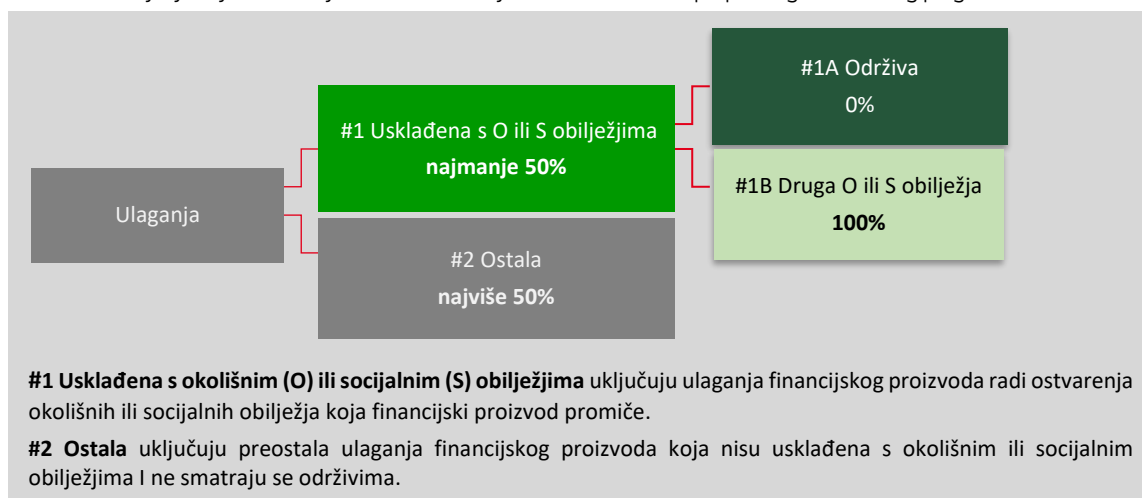 #1A Održiva
0%
#1 Usklađena s O ili S obilježjima
najmanje 50%
#1B Druga O ili S obilježja
100%
Ulaganja
#2 Ostala
najviše 50%
#1 Usklađena s okolišnim (O) ili socijalnim (S) obilježjima uključuju ulaganja financijskog proizvoda radi ostvarenja
okolišnih ili socijalnih obilježja koja financijski proizvod promiče.
#2 Ostala uključuju preostala ulaganja financijskog proizvoda koja nisu usklađena s okolišnim ili socijalnim
obilježjima I ne smatraju se održivima.